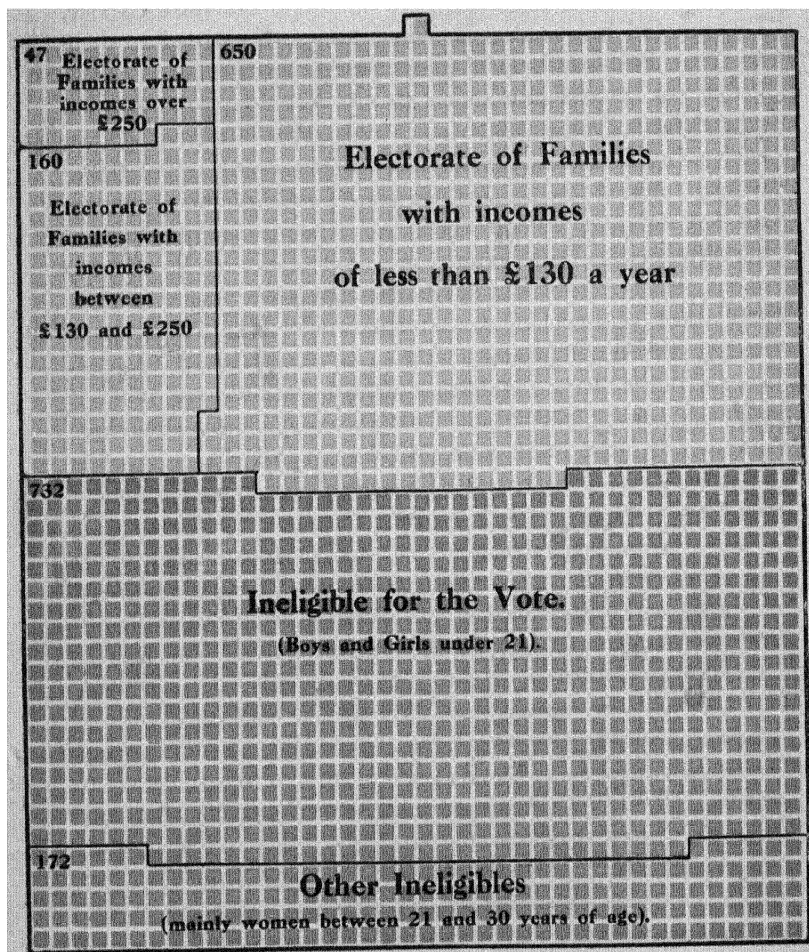 47
Electorate of
Families with
incomes over
£250
650
Electorate of Families
with incomes
of less than £130 a year
160
Electorate of
Families with
incomes
between
£130 and £250
732
Ineligible for the Vote.
(Boys and Girls under 21).
172
Other Ineligibles
(mainly women between 21 and 30 years of age).